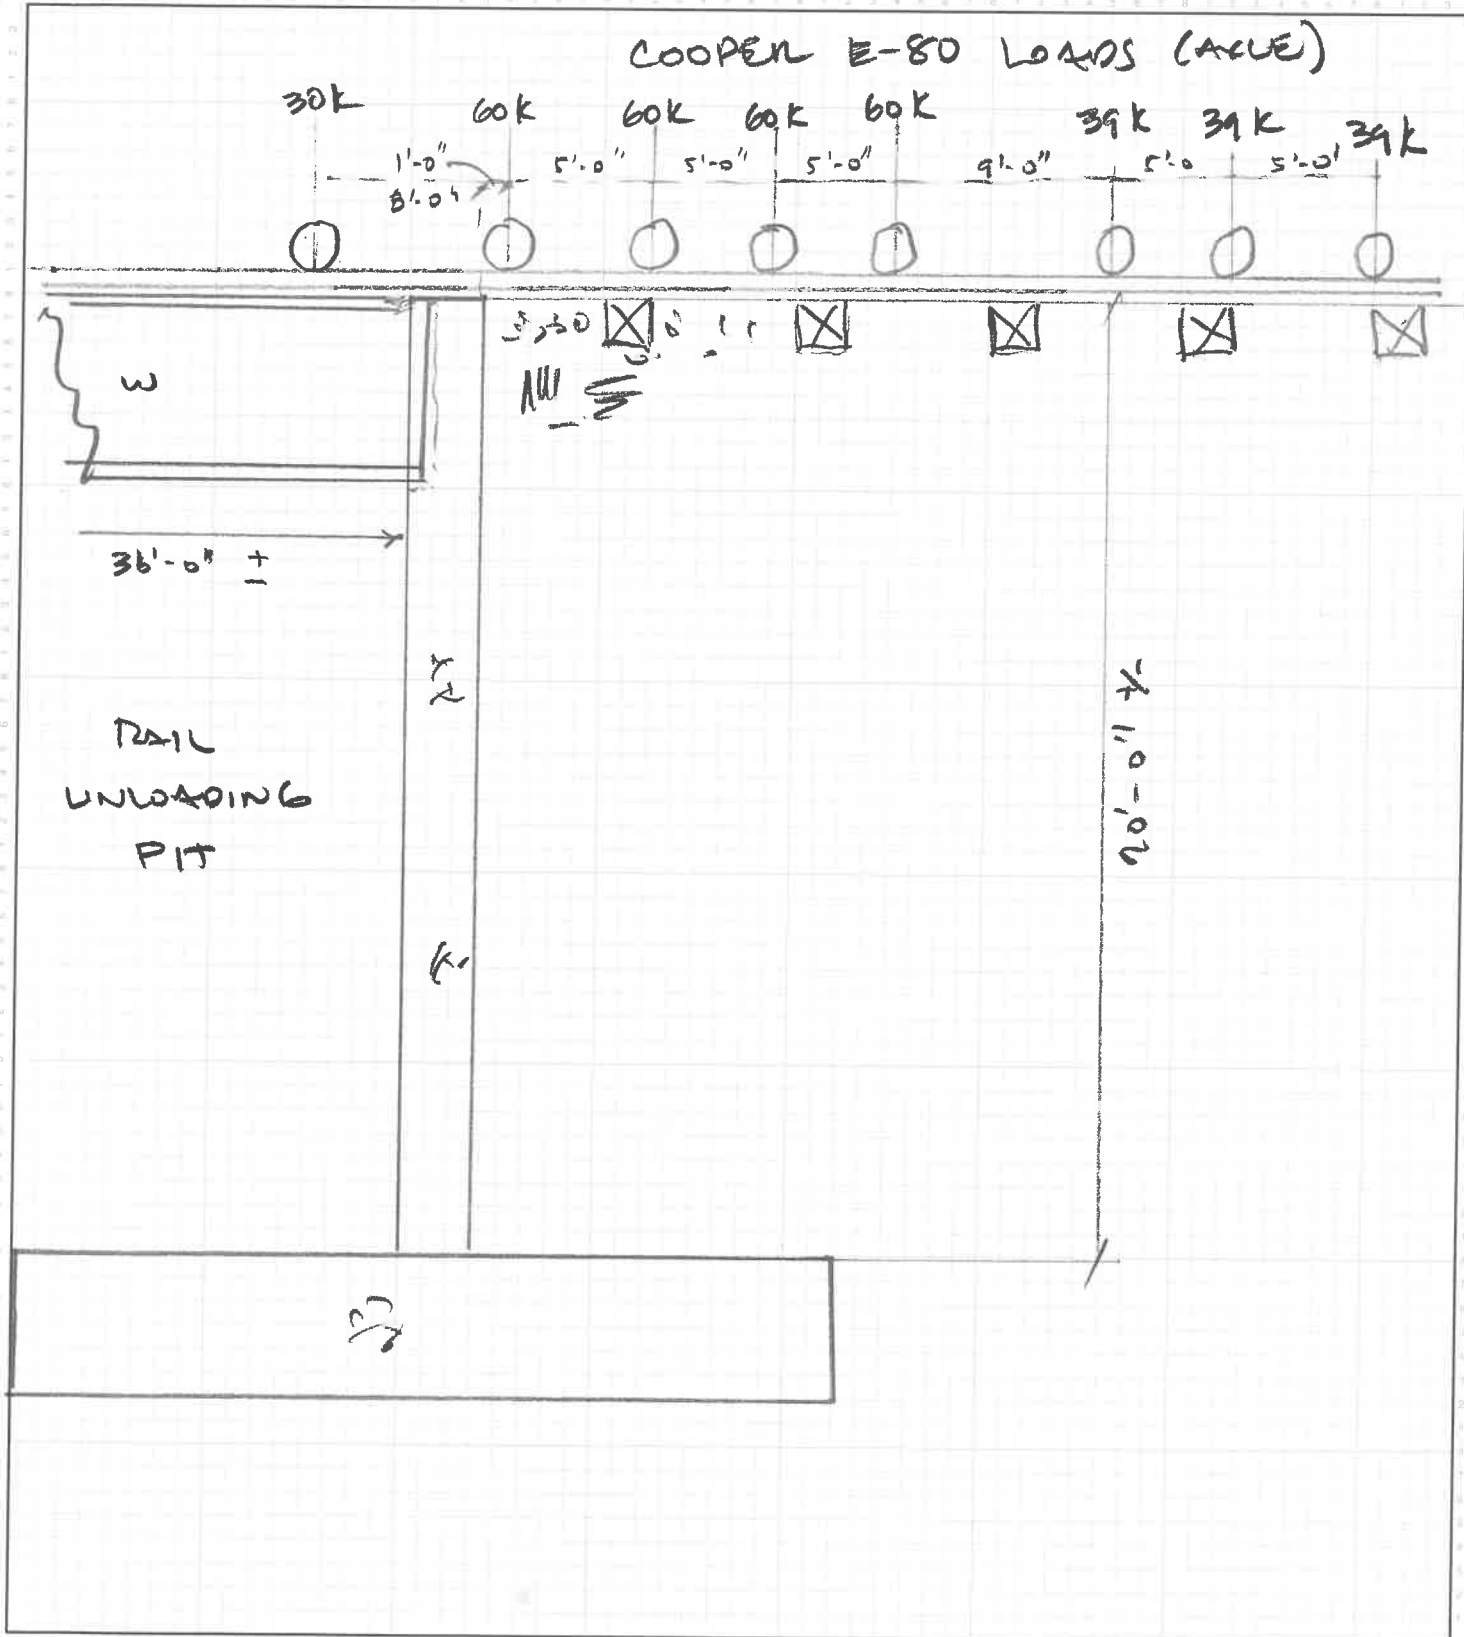 COOPER E-80 LOADS (AXLE)
30K 60K 60K 60K 60K 39K 39K 39K
1'-0" 5'-0" 5'-0" 5'-0" 9'-0" 5'-0 5'-0'
8'-0"
W
36'-0" ±
RAIL
UNLOADING
PIT
20'-0" ±